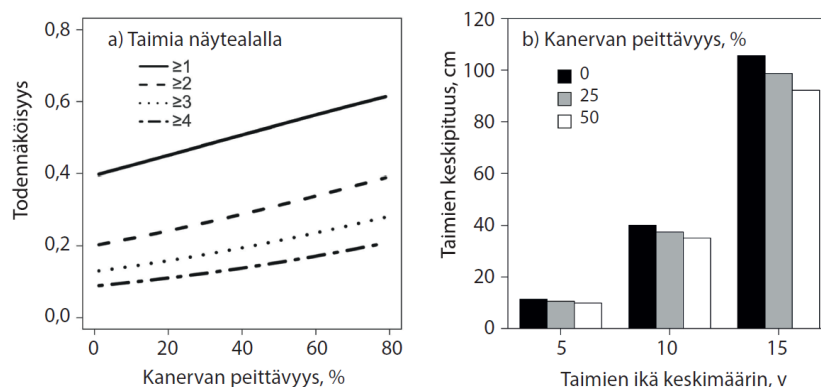 a) Taimia näytealalla
≥1
≥2
≥3
≥4
Todennäköisyys
0,8
0,6
0,4
0,2
0,0
0 20 40 60 80
Kanervan peittävyys, %
b) Kanervan peittävyys, %
0
25
50
Taimien keskipituus, cm
120
100
80
60
40
20
0
5 10 15
Taimien ikä keskimäärin, v